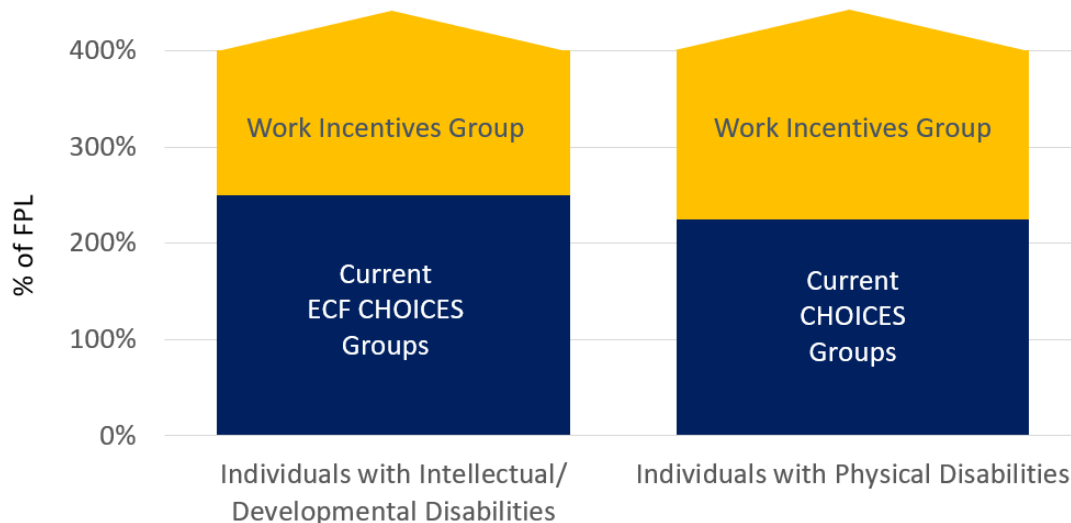 % of FPL
400%
300%
200%
100%
0%
Work Incentives Group
Current
ECF CHOICES
Groups
Work Incentives Group
Current
CHOICES
Groups
Individuals with Intellectual/
Developmental Disabilities
Individuals with Physical Disabilities